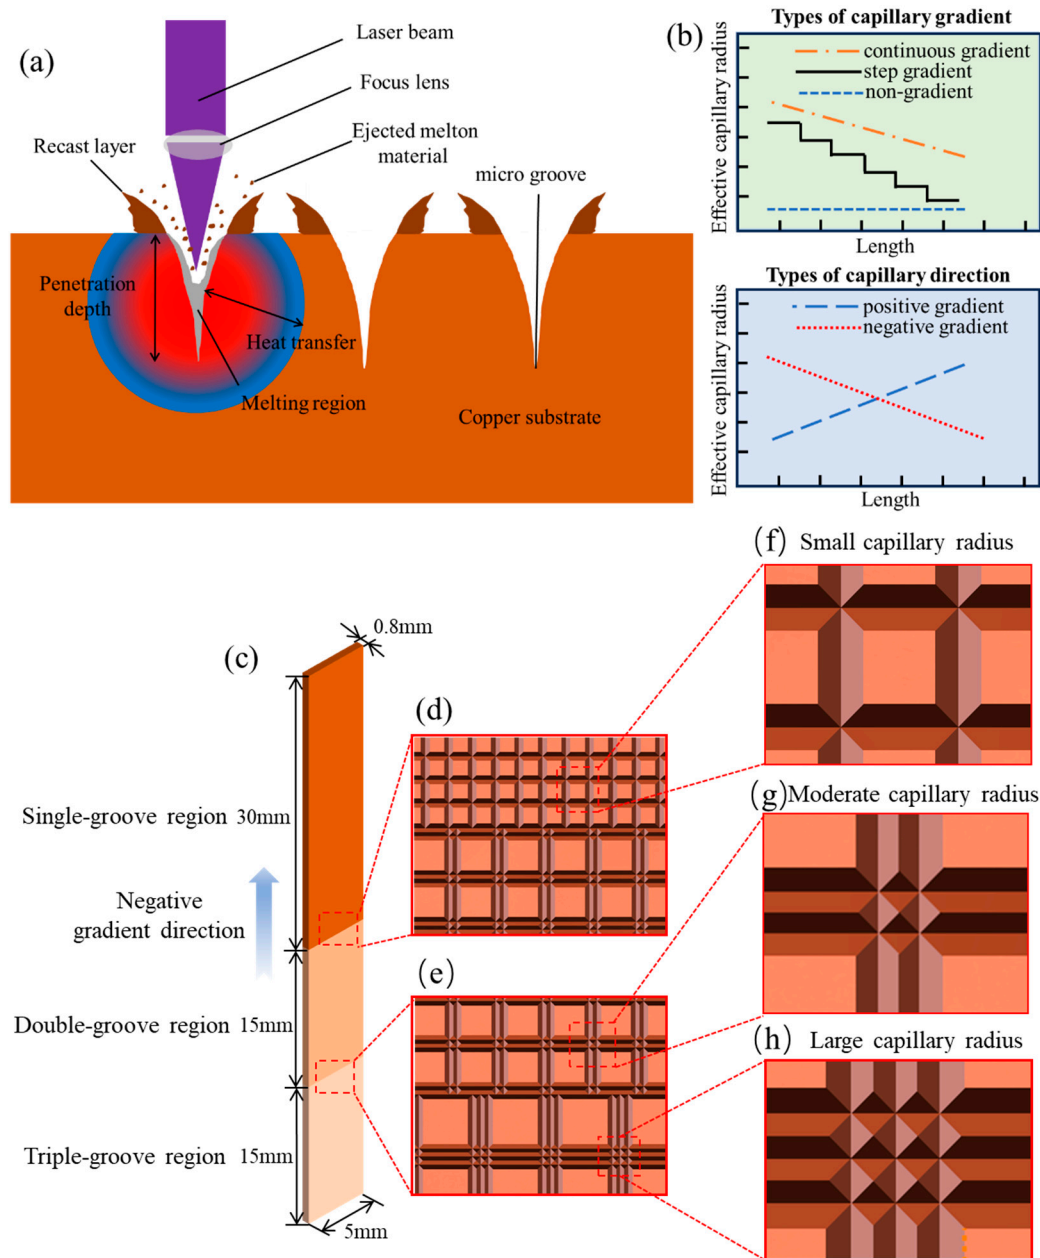 (a)
Laser beam
Focus lens
Ejected melton
material
Recast layer
micro groove
Penetration
depth
Heat transfer
Melting region
Copper substrate
(b)
Types of capillary gradient
Effective capillary radius
continuous gradient
step gradient
non-gradient
Length
Types of capillary direction
Effective capillary radius
positive gradient
negative gradient
Length
(c)
0.8mm
Single-groove region 30mm
Negative
gradient direction
Double-groove region 15mm
Triple-groove region 15mm
5mm
(d)
(e)
(f) Small capillary radius
(g) Moderate capillary radius
(h) Large capillary radius